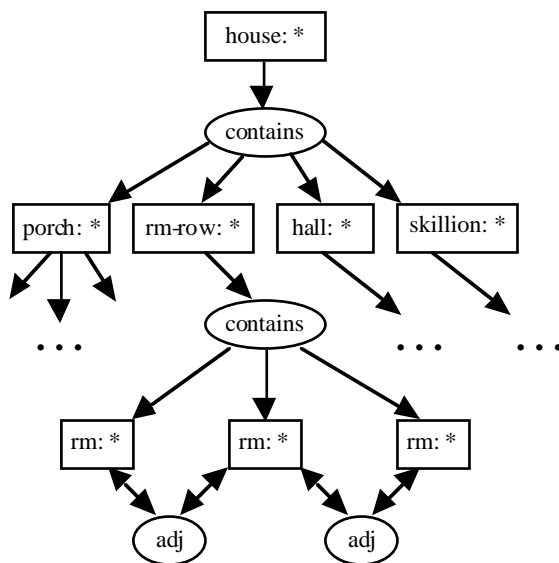 house: *
contains
porch: *
rm-row: *
hall: *
skillion: *
contains
...
...
...
rm: *
rm: *
rm: *
adj
adj